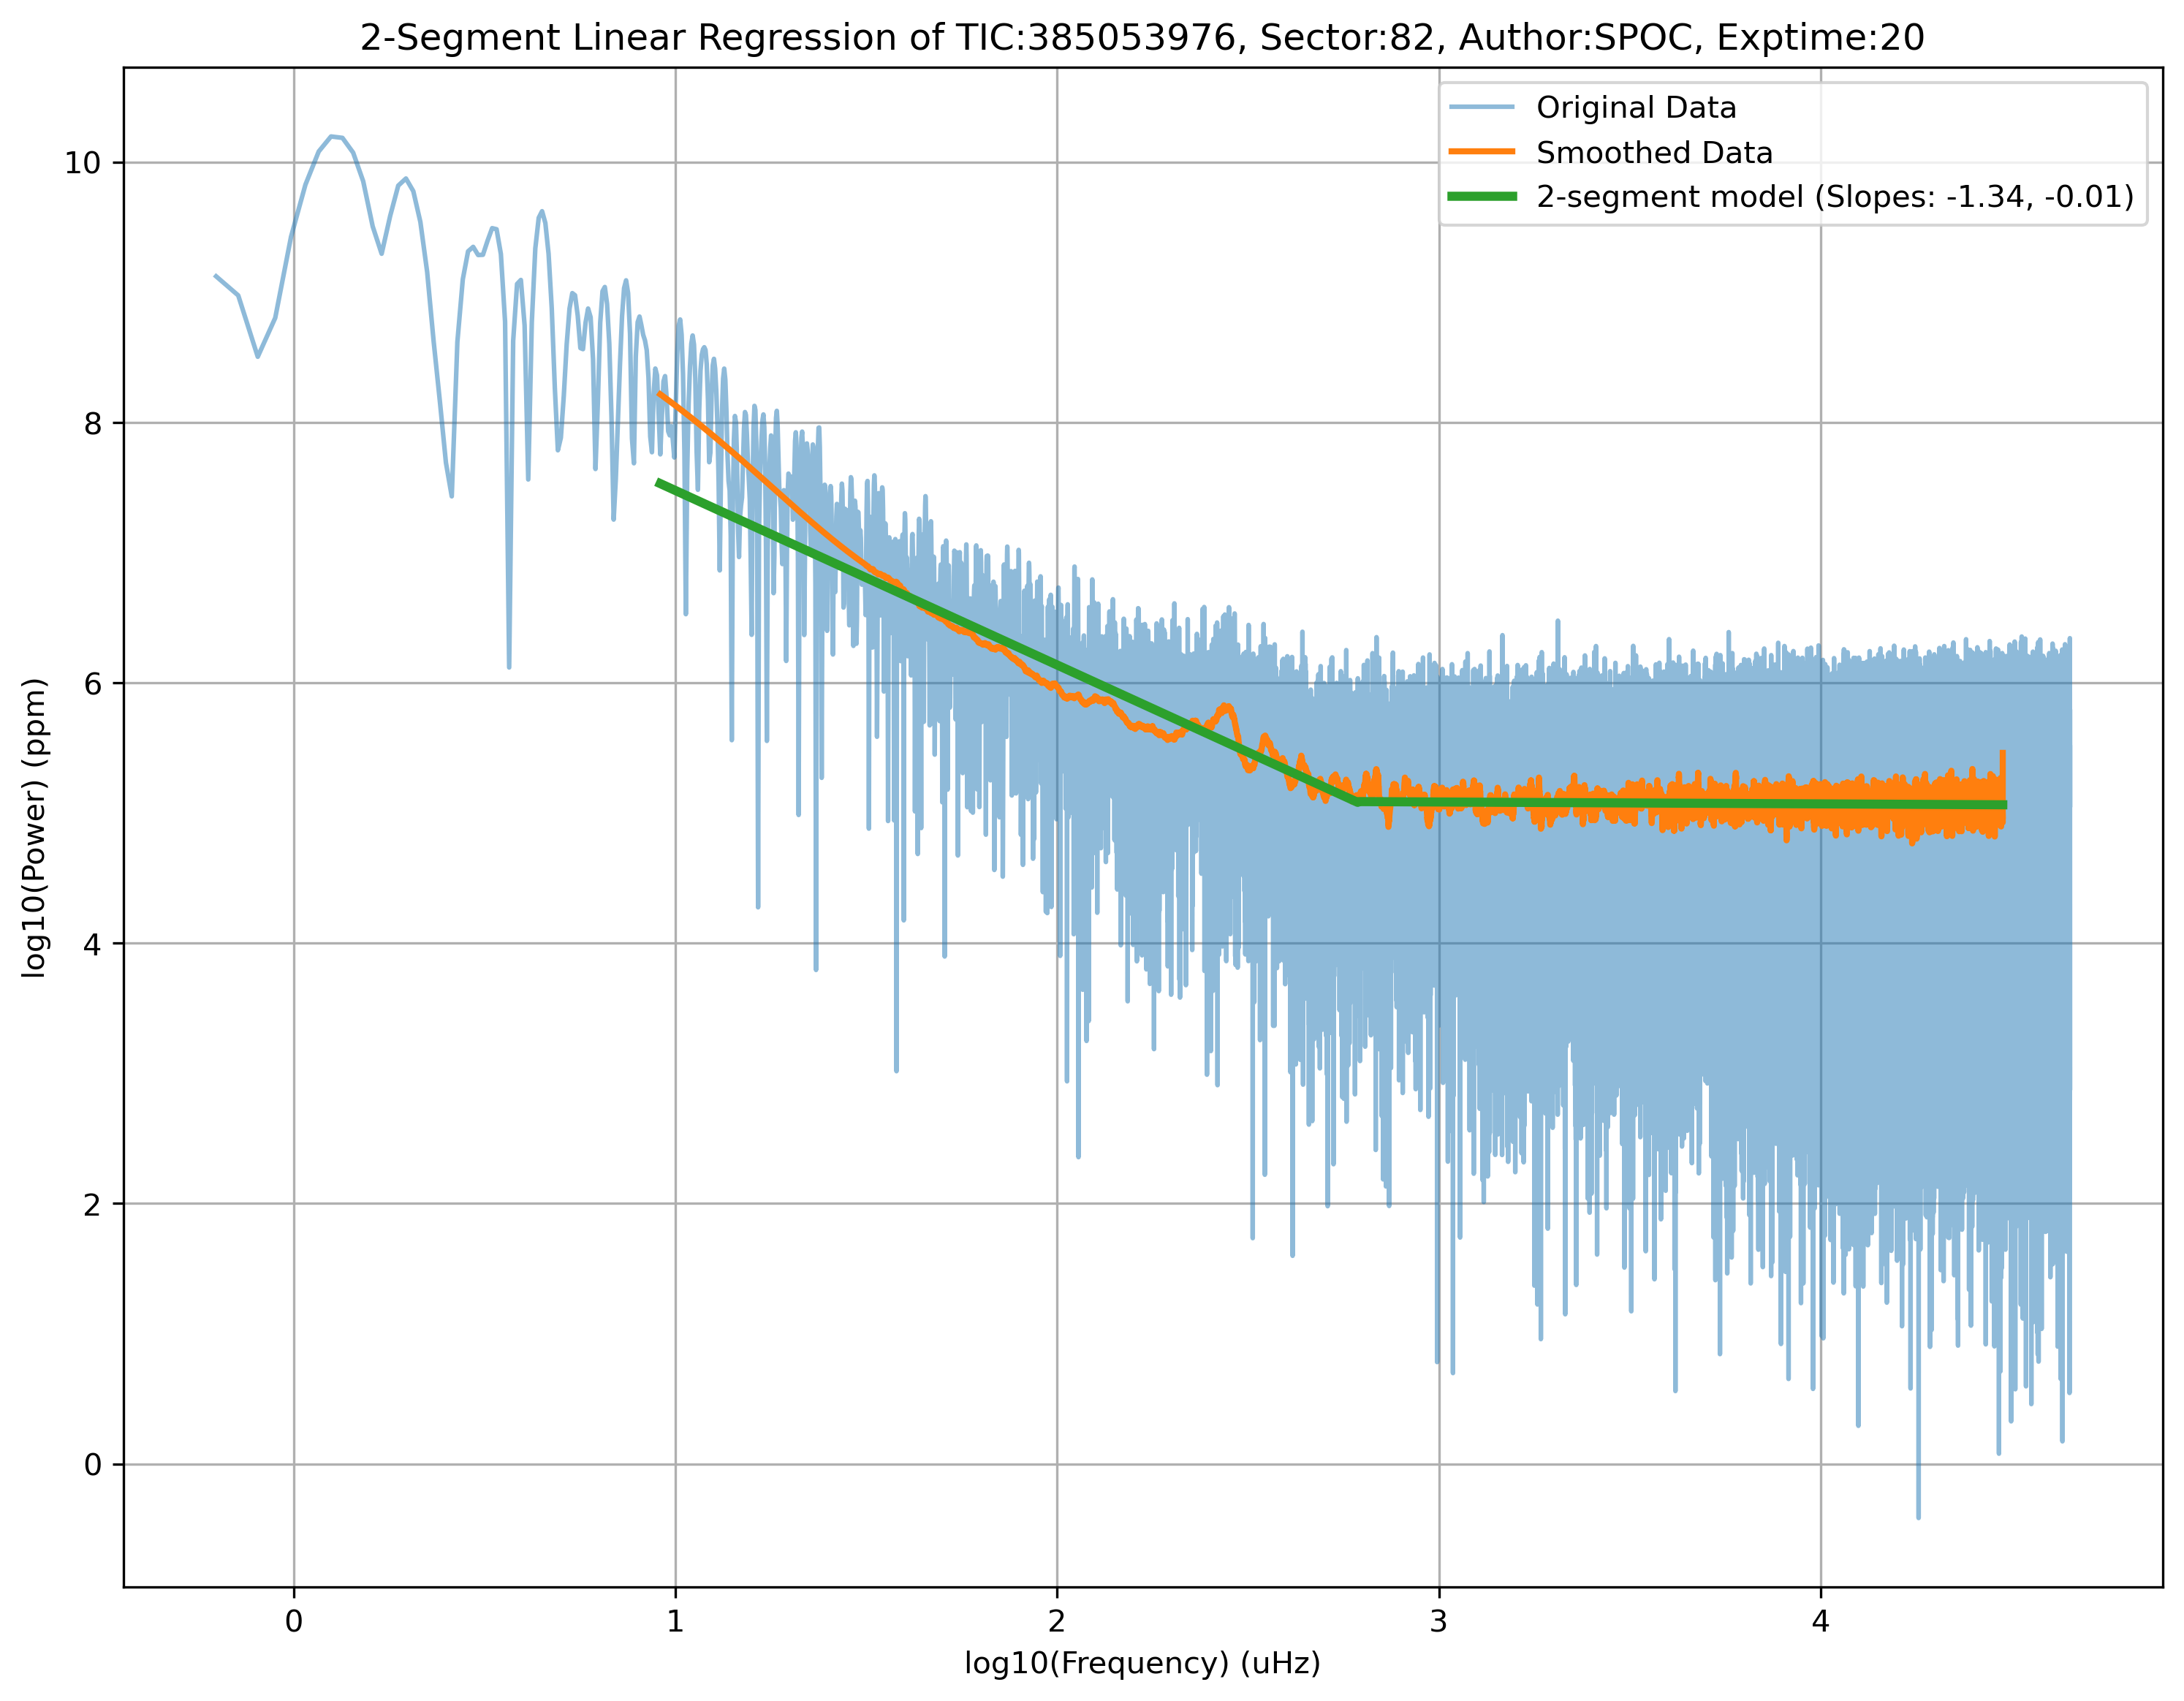 2-Segment Linear Regression of TIC:385053976, Sector:82, Author:SPOC, Exptime:20
Original Data
Smoothed Data
2-segment model (Slopes: -1.34, -0.01)
log10(Power) (ppm)
10
8
6
4
2
0
0 1 2 3 4
log10(Frequency) (uHz)